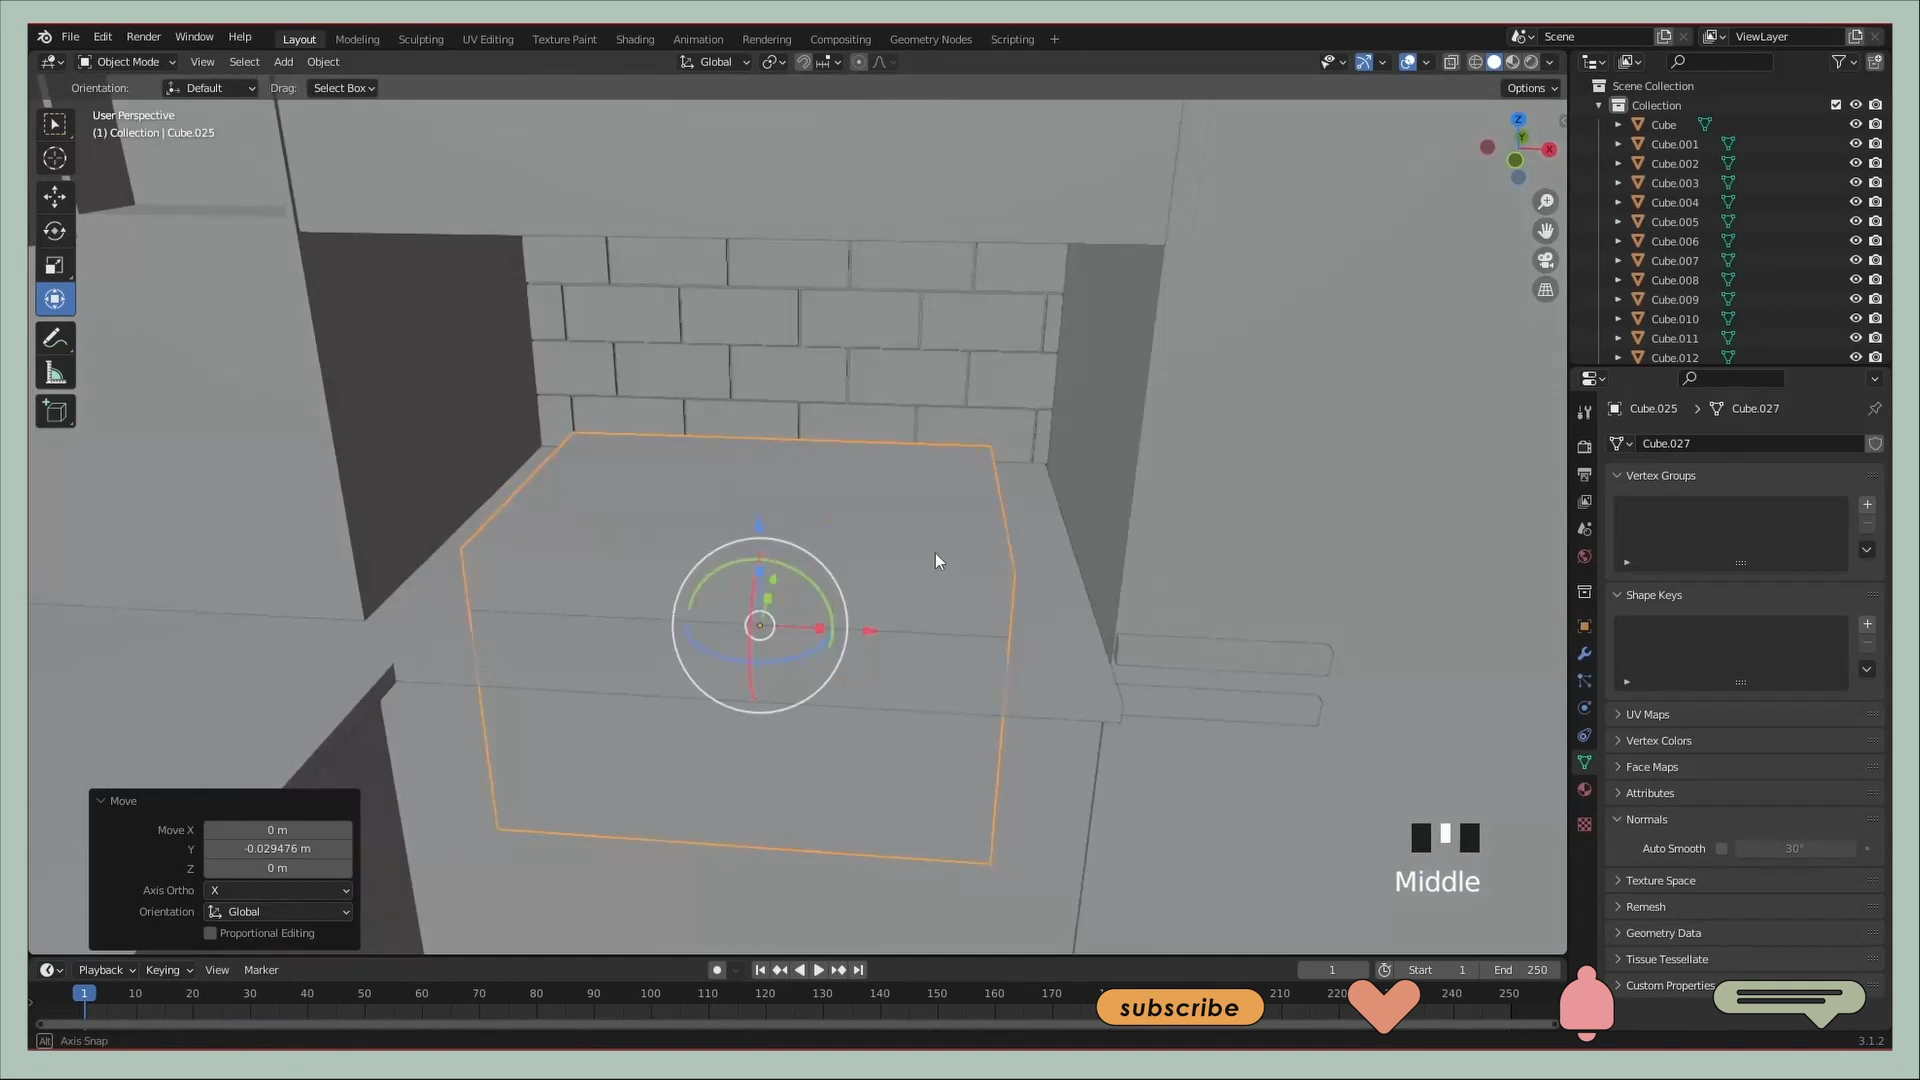 File Edit Render Window Help Layout Modeling Sculpting UV Editing Texture Paint Shading Animation Rendering Compositing Geometry Nodes Scripting + Scene ViewLayer
Object Mode View Select Add Object Global
Orientation: Default Drag: Select Box Options
User Perspective
(1) Collection | Cube.025
Z
Y
X
Scene Collection
Collection
Cube
Cube.001
Cube.002
Cube.003
Cube.004
Cube.005
Cube.006
Cube.007
Cube.008
Cube.009
Cube.010
Cube.011
Cube.012
Cube.025 > Cube.027
Cube.027
Vertex Groups
Shape Keys
UV Maps
Vertex Colors
Face Maps
Attributes
Normals
Auto Smooth 30°
Texture Space
Remesh
Geometry Data
Tissue Tessellate
Custom Properties
Move
Move X 0 m
Y -0.029476 m
Z 0 m
Axis Ortho X
Orientation Global
Proportional Editing
Middle
Playback Keying View Marker 1 Start 1 End 250
1 10 20 30 40 50 60 70 80 90 100 110 120 130 140 150 160 170 210 240 250
subscribe
Alt Axis Snap 3.1.2